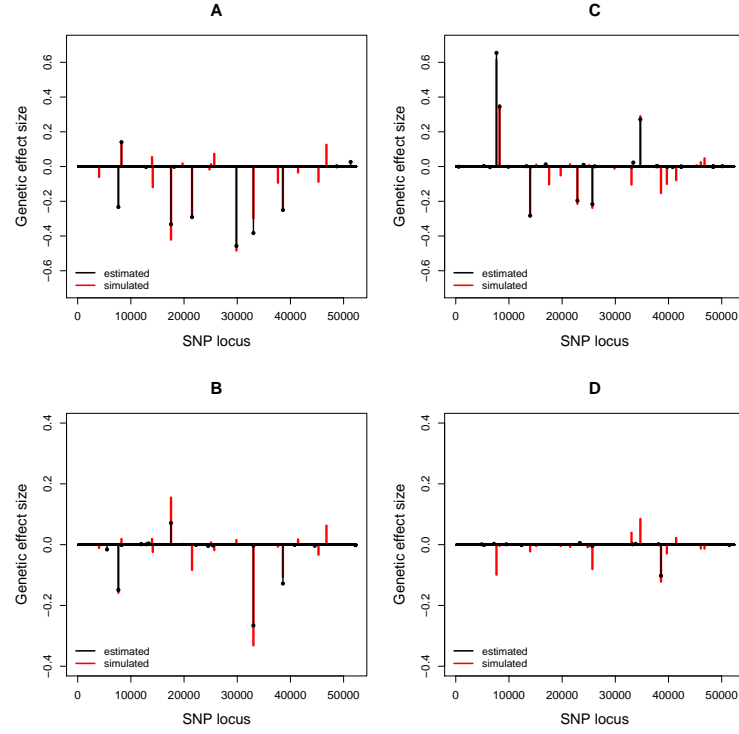 A
Genetic effect size
0.6
0.4
0.2
0.0
−0.2
−0.4
−0.6
estimated
simulated
0 10000 20000 30000 40000 50000
SNP locus
C
Genetic effect size
0.6
0.4
0.2
0.0
−0.2
−0.4
−0.6
estimated
simulated
0 10000 20000 30000 40000 50000
SNP locus
B
Genetic effect size
0.4
0.2
0.0
−0.2
−0.4
estimated
simulated
0 10000 20000 30000 40000 50000
SNP locus
D
Genetic effect size
0.4
0.2
0.0
−0.2
−0.4
estimated
simulated
0 10000 20000 30000 40000 50000
SNP locus